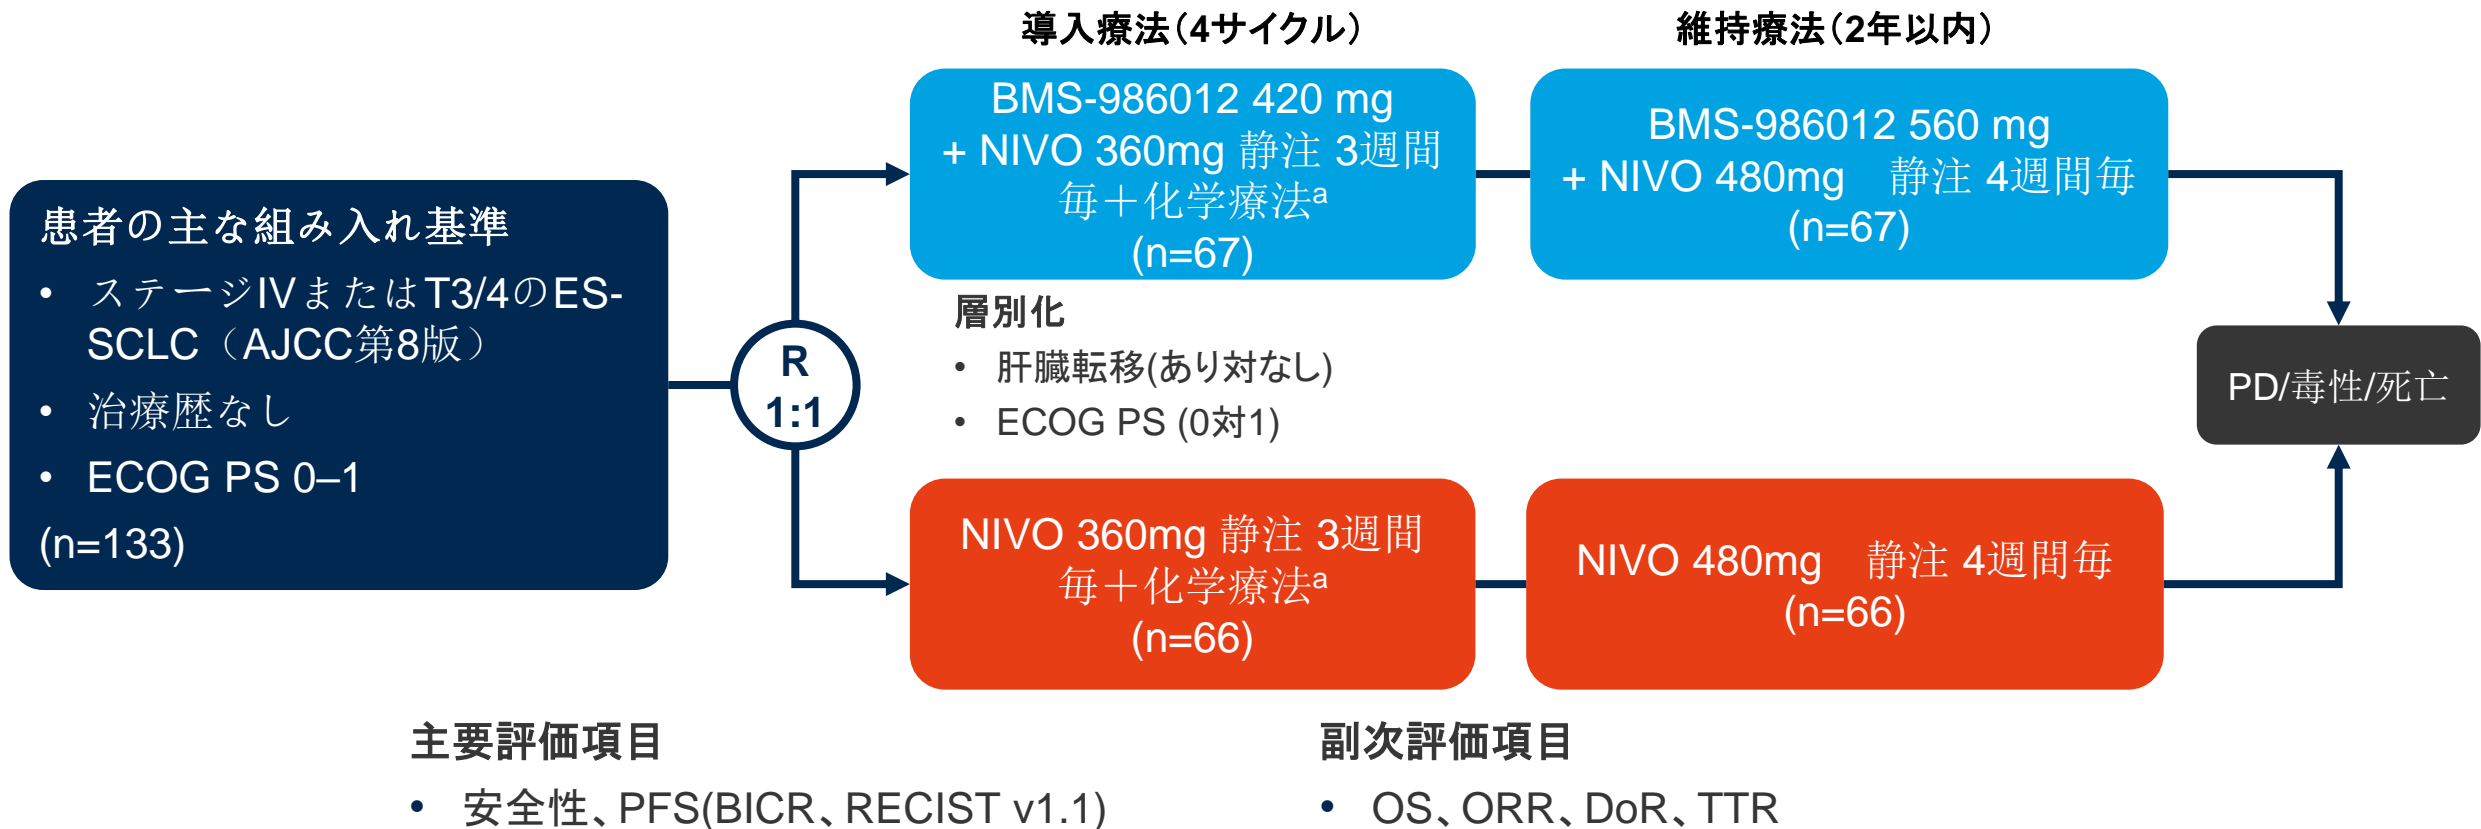 導入療法（4サイクル）
維持療法（2年以内）
患者の主な組み入れ基準
• ステージIVまたはT3/4のES-
SCLC（AJCC第8版）
• 治療歴なし
• ECOG PS 0–1
(n=133)
R
1:1
BMS-986012 420 mg
+ NIVO 360mg 静注 3週間
毎＋化学療法a
(n=67)
BMS-986012 560 mg
+ NIVO 480mg　静注 4週間毎
(n=67)
層別化
• 肝臓転移(あり対なし)
• ECOG PS (0対1)
NIVO 360mg 静注 3週間
毎＋化学療法a
(n=66)
NIVO 480mg　静注 4週間毎
(n=66)
PD/毒性/死亡
主要評価項目
• 安全性、PFS(BICR、RECIST v1.1)
副次評価項目
• OS、ORR、DoR、TTR